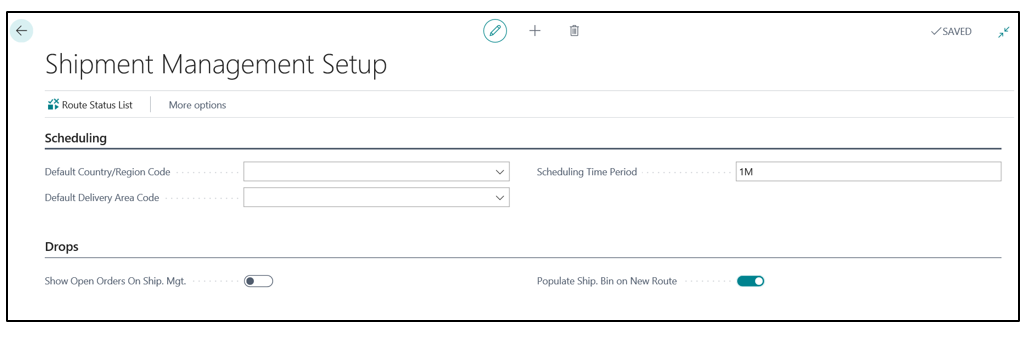 SAVED
Shipment Management Setup
Route Status List More options
Scheduling
Default Country/Region Code Scheduling Time Period 1M
Default Delivery Area Code
Drops
Show Open Orders On Ship. Mgt. Populate Ship. Bin on New Route